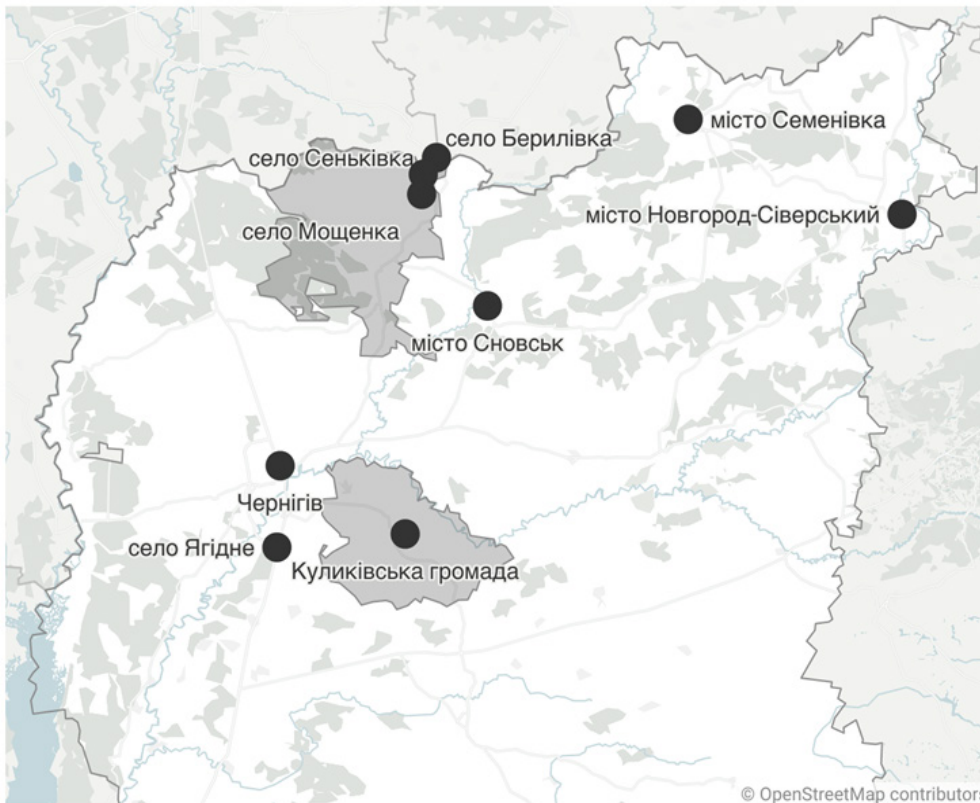 місто Семенівка
село Берилівка
село Сеньківка
місто Новгород-Сіверський
село Мощенка
місто Сновськ
Чернігів
село Ягідне
Куликівська громада
© OpenStreetMap contributor